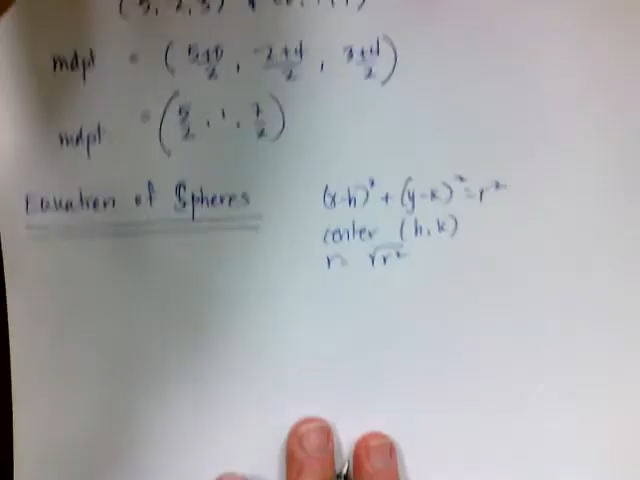 mdpt = ( 5+0/2 , -2+4/2 , 3+4/2 )
mdpt = ( 5/2 , 1 , 7/2 )
Equation of Spheres
(x-h)² + (y-k)² = r²
center (h, k)
r = √r²